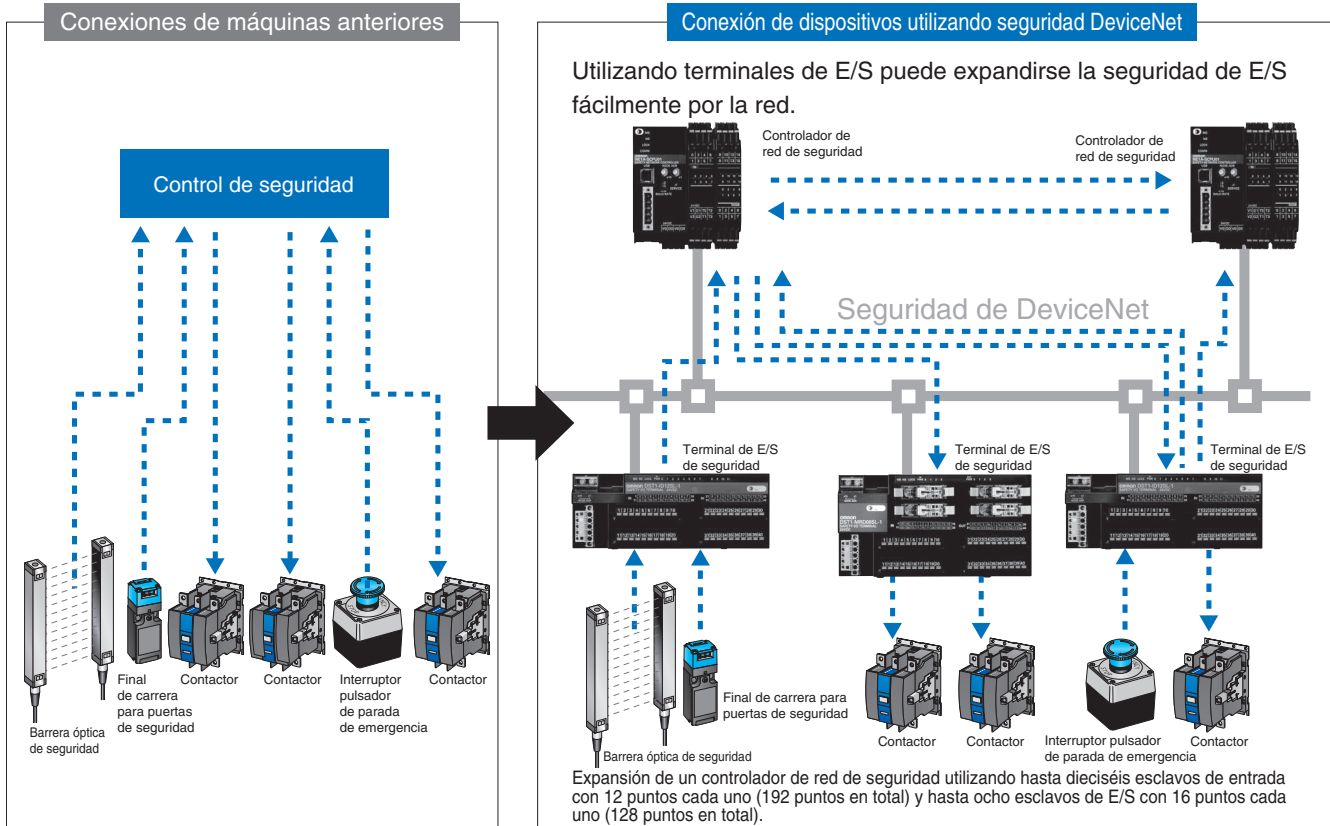 Conexiones de máquinas anteriores
Control de seguridad
Final
de carrera
para puertas
de seguridad
Contactor
Contactor
Interruptor
pulsador
de parada
de emergencia
Contactor
Barrera óptica
de seguridad
Conexión de dispositivos utilizando seguridad DeviceNet
Utilizando terminales de E/S puede expandirse la seguridad de E/S
fácilmente por la red.
Controlador de
red de seguridad
Controlador de
red de seguridad
Seguridad de DeviceNet
Terminal de E/S
de seguridad
Terminal de E/S
de seguridad
Terminal de E/S
de seguridad
Final de carrera para
puertas de seguridad
Barrera óptica de seguridad
Contactor
Contactor
Interruptor pulsador
de parada de emergencia
Contactor
Expansión de un controlador de red de seguridad utilizando hasta dieciséis esclavos de entrada
con 12 puntos cada uno (192 puntos en total) y hasta ocho esclavos de E/S con 16 puntos cada
uno (128 puntos en total).